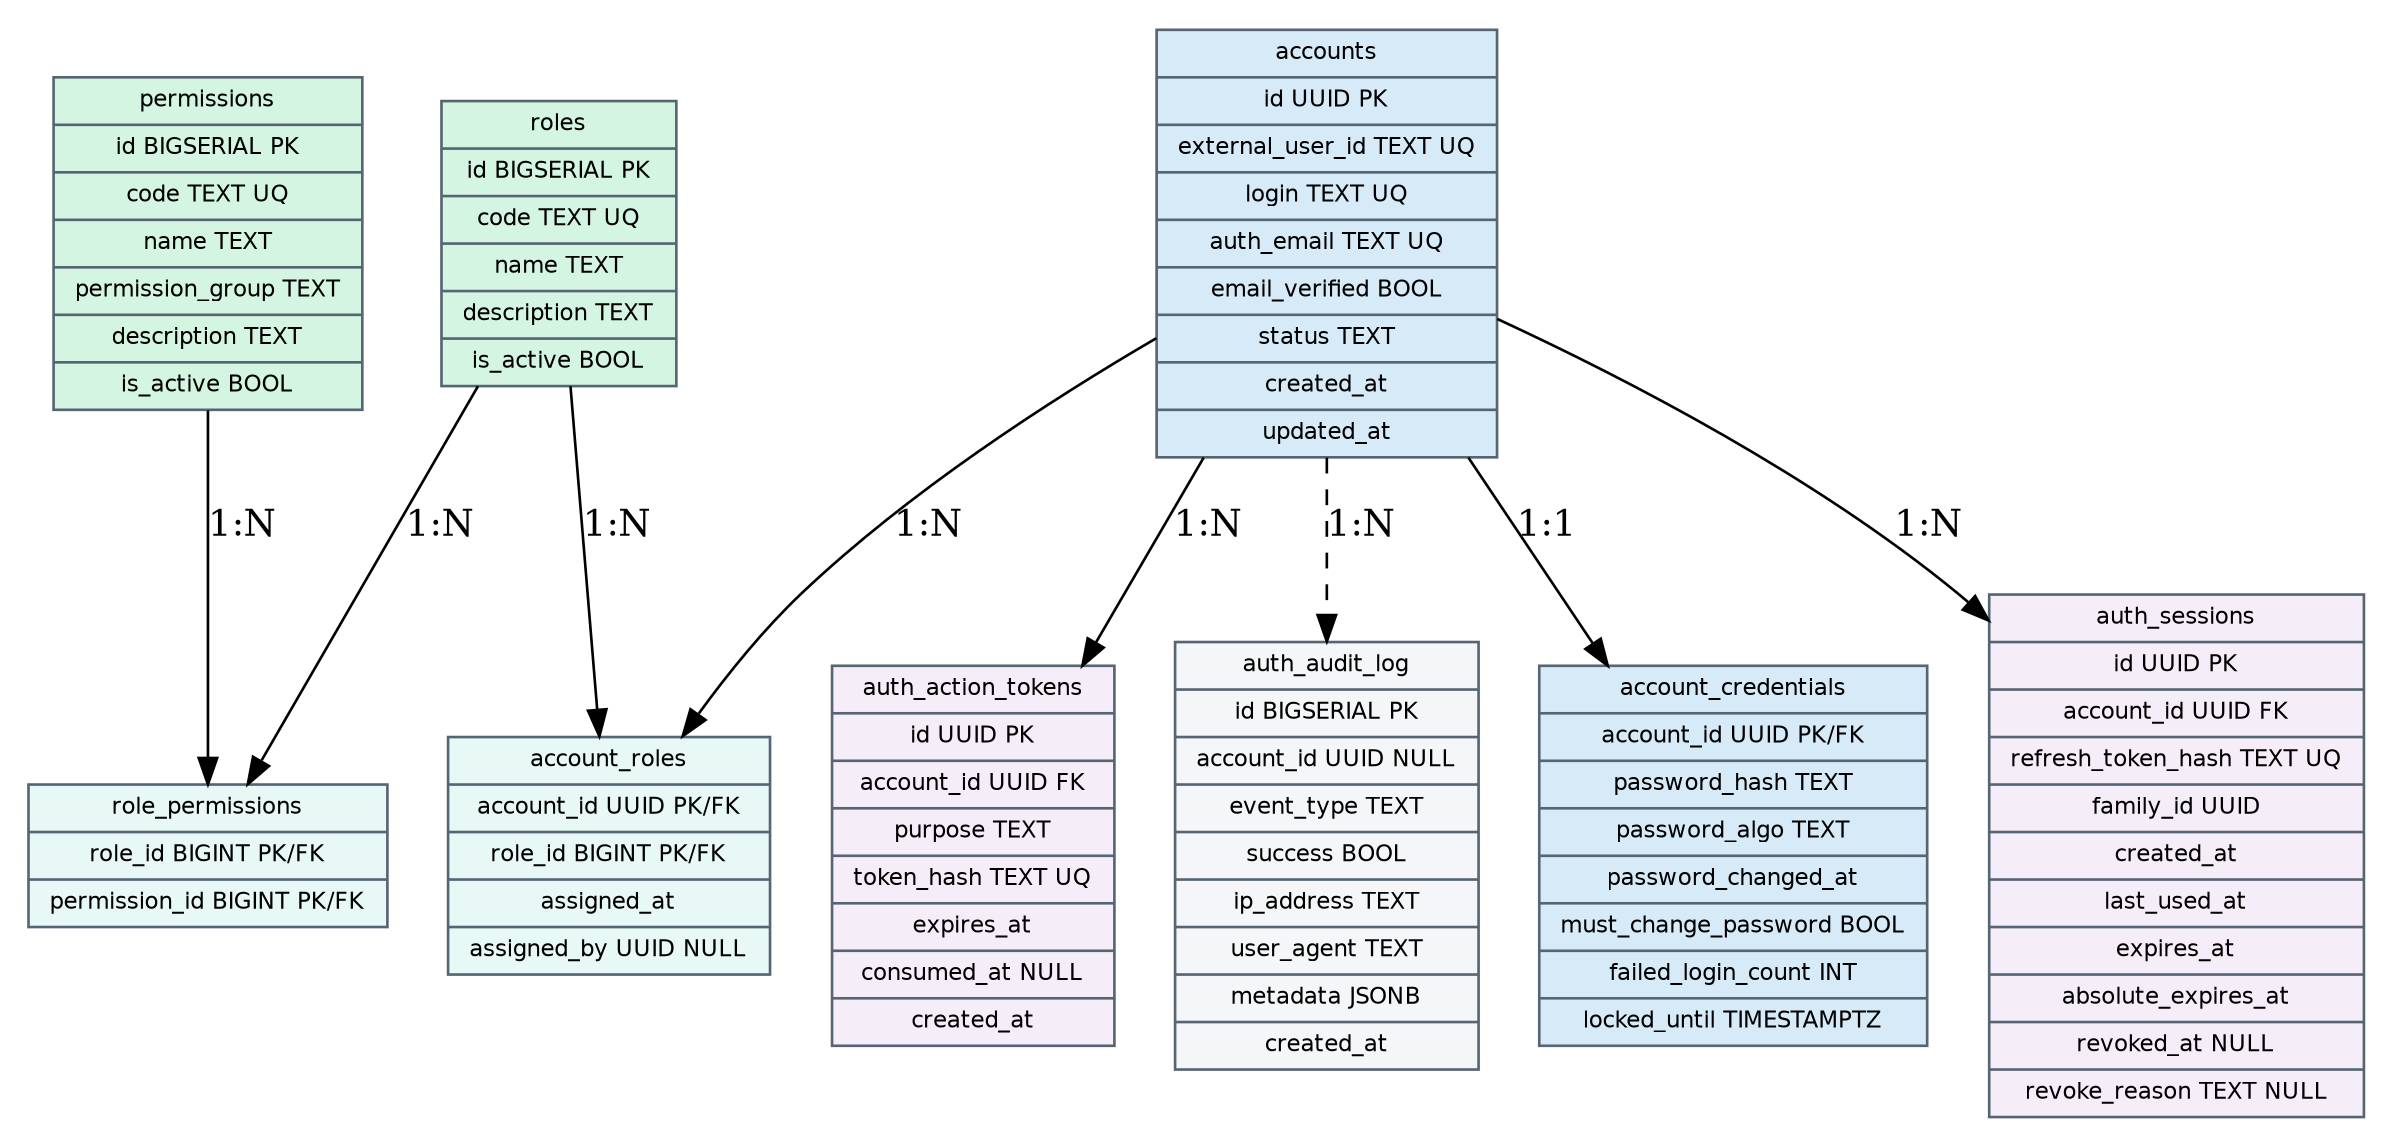 accounts
id UUID PK
external_user_id TEXT UQ
login TEXT UQ
auth_email TEXT UQ
email_verified BOOL
status TEXT
created_at
updated_at
permissions
id BIGSERIAL PK
code TEXT UQ
name TEXT
permission_group TEXT
description TEXT
is_active BOOL
roles
id BIGSERIAL PK
code TEXT UQ
name TEXT
description TEXT
is_active BOOL
1:N
1:N
1:N
1:N
1:N
1:N
1:1
1:N
role_permissions
role_id BIGINT PK/FK
permission_id BIGINT PK/FK
account_roles
account_id UUID PK/FK
role_id BIGINT PK/FK
assigned_at
assigned_by UUID NULL
auth_action_tokens
id UUID PK
account_id UUID FK
purpose TEXT
token_hash TEXT UQ
expires_at
consumed_at NULL
created_at
auth_audit_log
id BIGSERIAL PK
account_id UUID NULL
event_type TEXT
success BOOL
ip_address TEXT
user_agent TEXT
metadata JSONB
created_at
account_credentials
account_id UUID PK/FK
password_hash TEXT
password_algo TEXT
password_changed_at
must_change_password BOOL
failed_login_count INT
locked_until TIMESTAMPTZ
auth_sessions
id UUID PK
account_id UUID FK
refresh_token_hash TEXT UQ
family_id UUID
created_at
last_used_at
expires_at
absolute_expires_at
revoked_at NULL
revoke_reason TEXT NULL